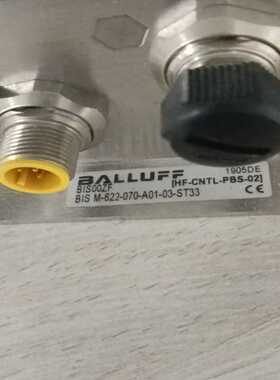 BALLUFF 1905DE
BIS00ZF [HF-CNTL-PBS-02]
BIS M-622-070-A01-03-ST33 CE